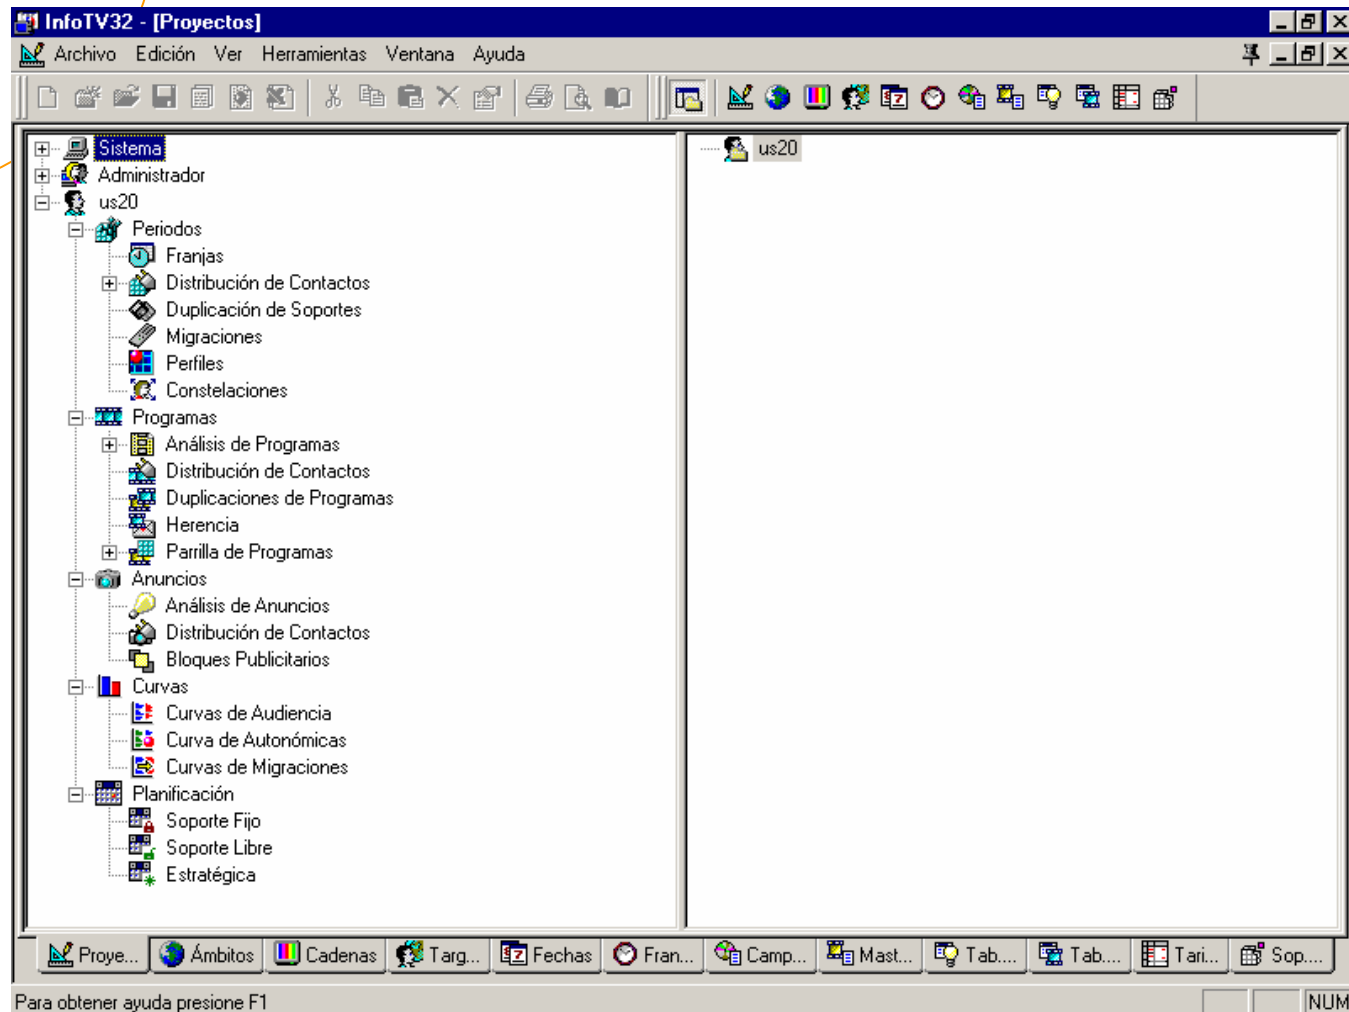 InfoTV32 - [Proyectos]
Archivo Edición Ver Herramientas Ventana Ayuda
Sistema
Administrador
us20
Periodos
Franjas
Distribución de Contactos
Duplicación de Soportes
Migraciones
Perfiles
Constelaciones
Programas
Análisis de Programas
Distribución de Contactos
Duplicaciones de Programas
Herencia
Parrilla de Programas
Anuncios
Análisis de Anuncios
Distribución de Contactos
Bloques Publicitarios
Curvas
Curvas de Audiencia
Curva de Autonómicas
Curvas de Migraciones
Planificación
Soporte Fijo
Soporte Libre
Estratégica
us20
Proye... Ámbitos Cadenas Targ... Fechas Fran... Camp... Mast... Tab.... Tab.... Tari... Sop....
Para obtener ayuda presione F1 NUM